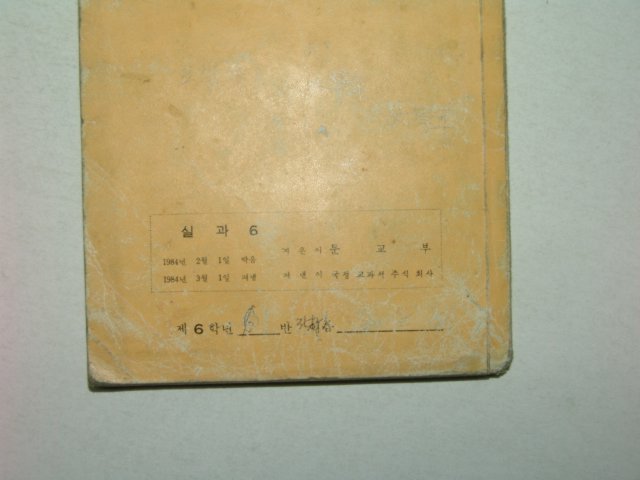 실 과 6
1984년 2월 1일 박음 지은이 문 교 부
1984년 3월 1일 펴냄 펴낸이 국정 교과서 주식 회사
제 6 학년 반